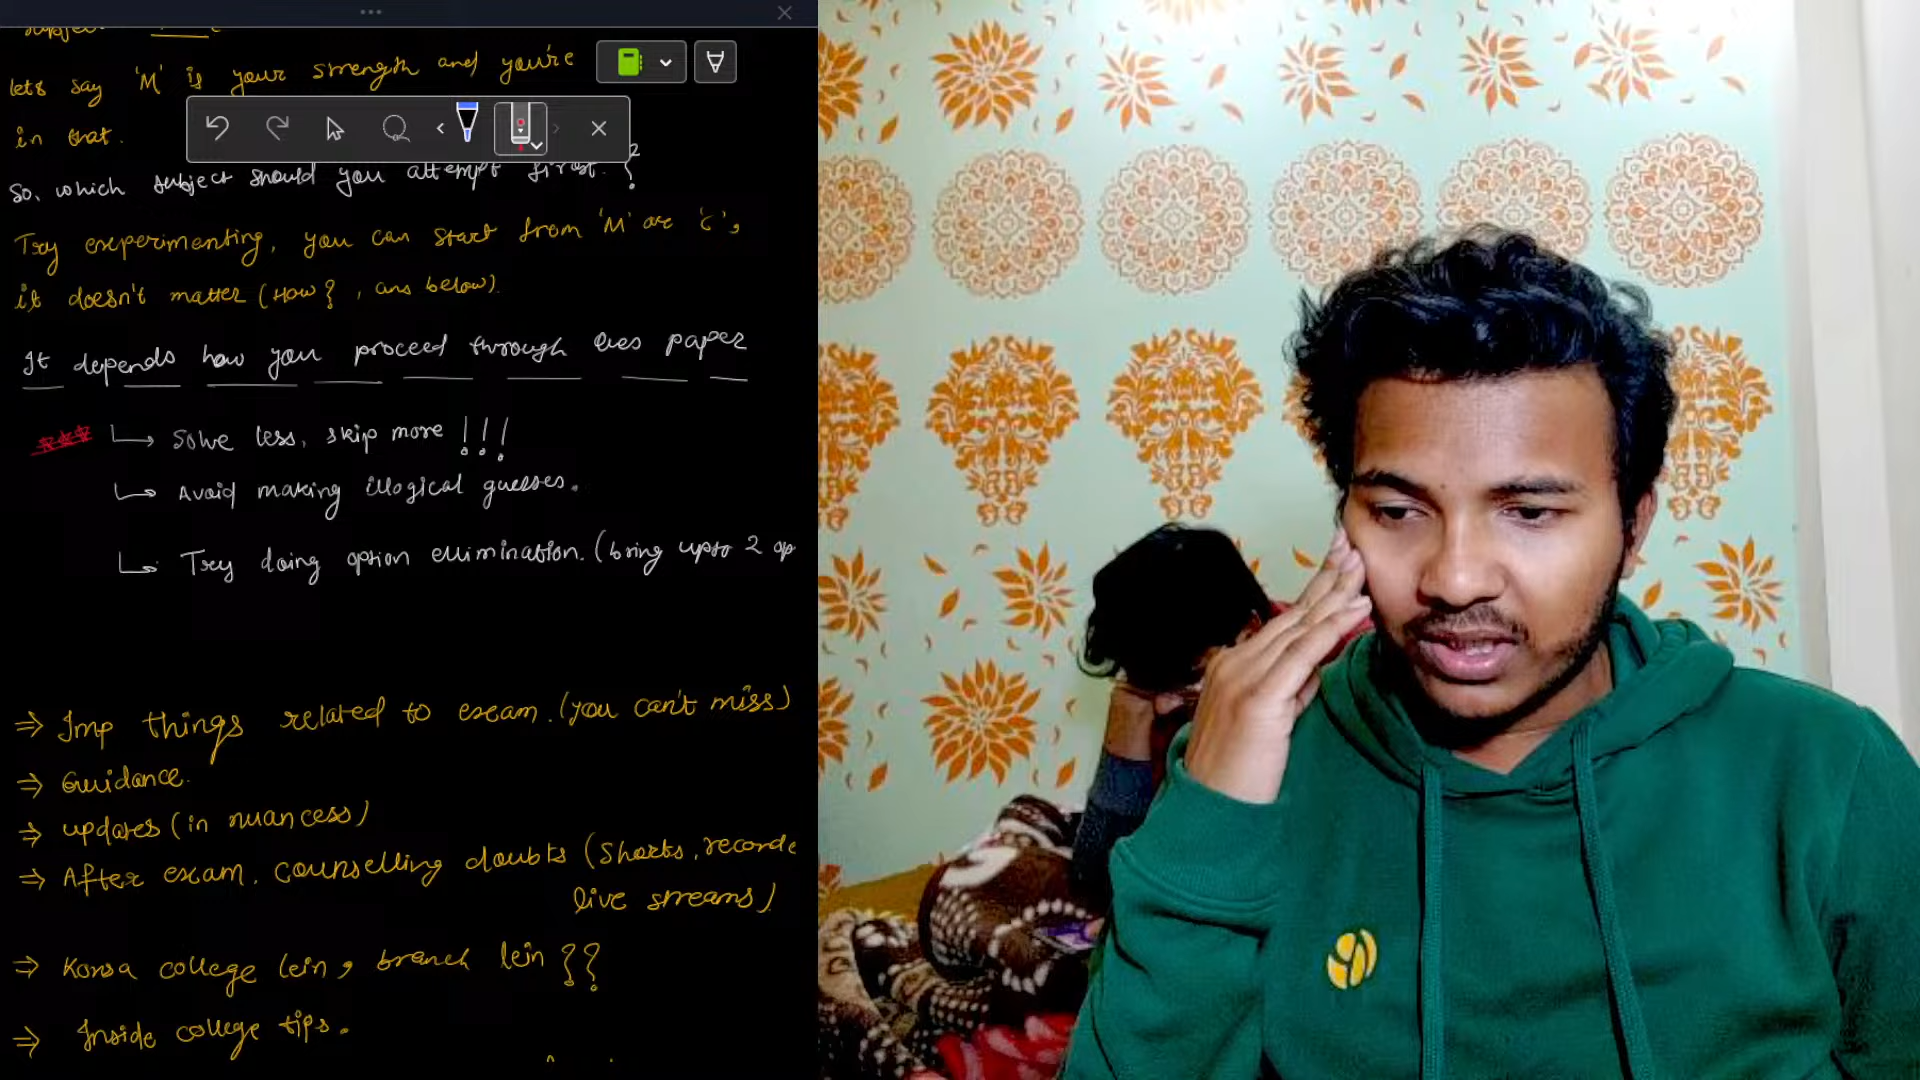 lets say 'M' is your strength and you're
in that.
So, which subject should you attempt first. ?
Try experimenting, you can start from 'M' are 'c',
it doesn't matter (How? , ans below).
It depends how you proceed through this paper
*** ↳ Solve less, skip more !!!
↳ Avoid making illogical guesses.
↳ Try doing option ellimination. (bring upto 2 op
⇒ Imp things related to exam. (you can't miss)
⇒ Guidance.
⇒ updates (in nuancess)
⇒ After exam. counselling doubts (shorts, recorde
live streams)
⇒ Konsa college lein, branch lein ??
⇒ Inside college tips.